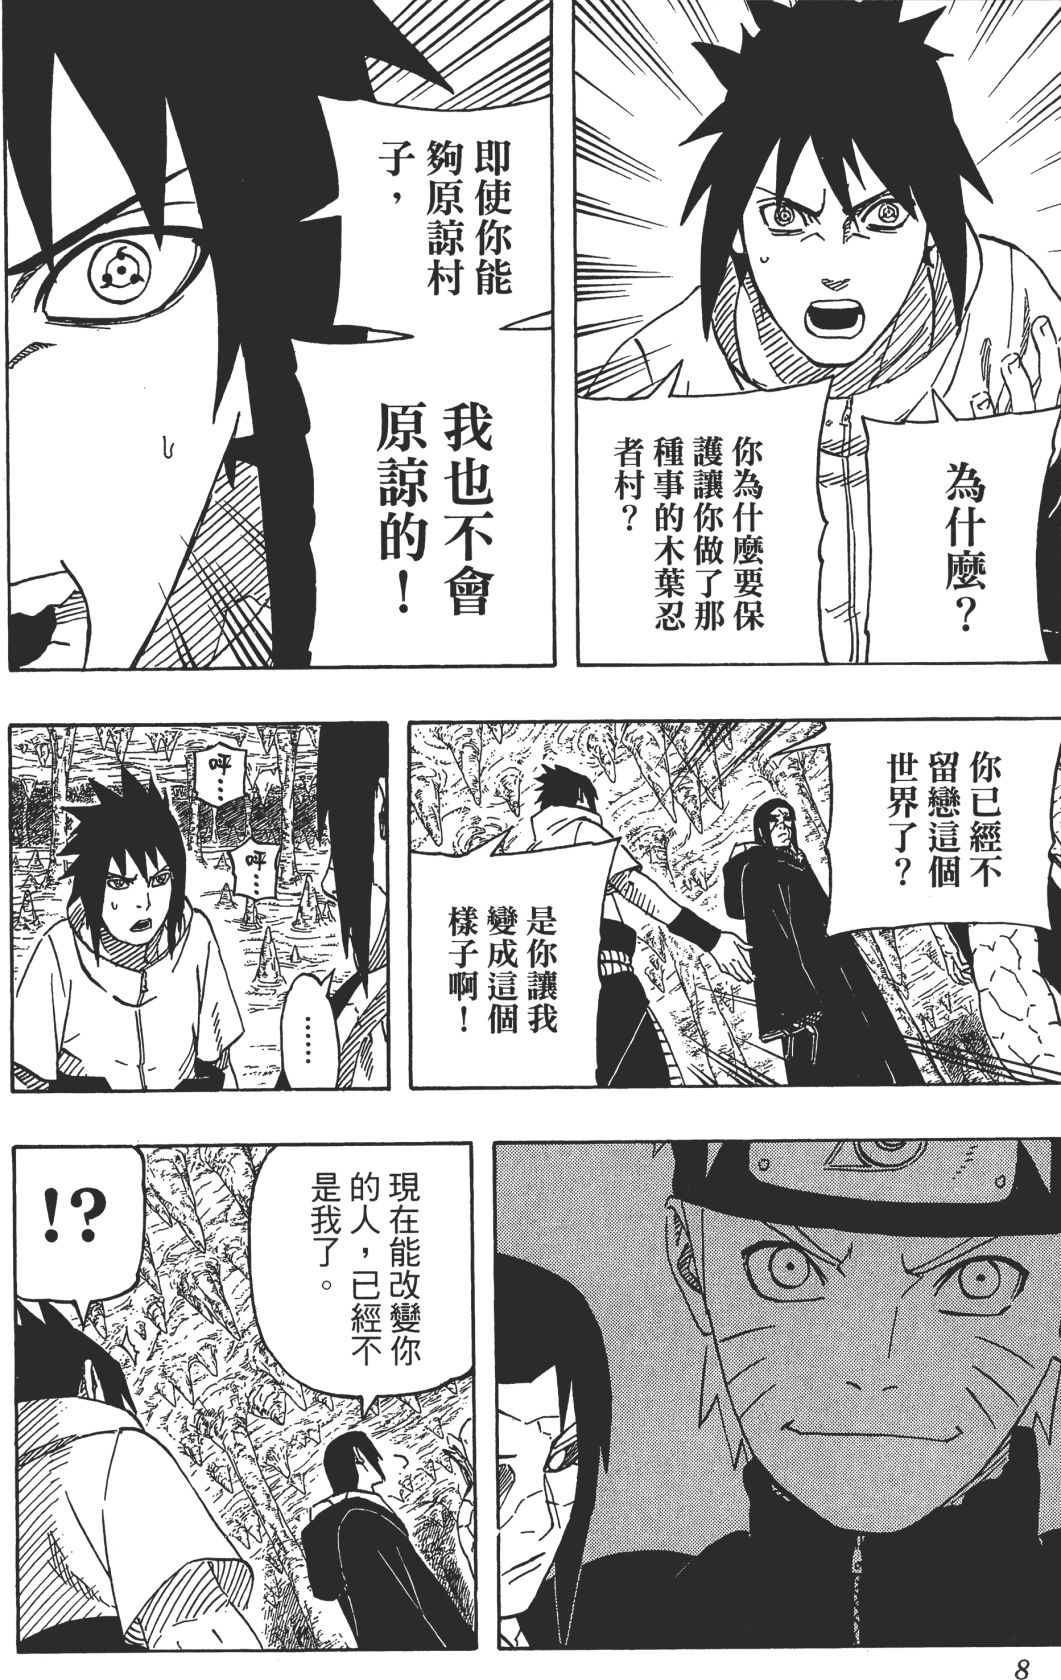 為什麼？
你為什麼要保
護讓你做了那
種事的木葉忍
者村？
即使你能
夠原諒村
子，
我也不會
原諒的！
你已經不
留戀這個
世界了？
是你讓我
變成這個
樣子啊！
呼…
呼…
……
現在能改變你
的人，已經不
是我了。
!?
8